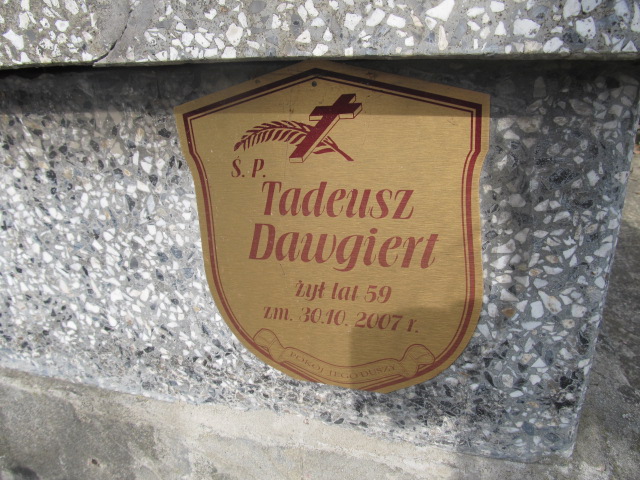 Ś. P.
Tadeusz
Dawgiert
żył lat 59
zm. 30.10. 2007 r.
POKÓJ JEGO DUSZY